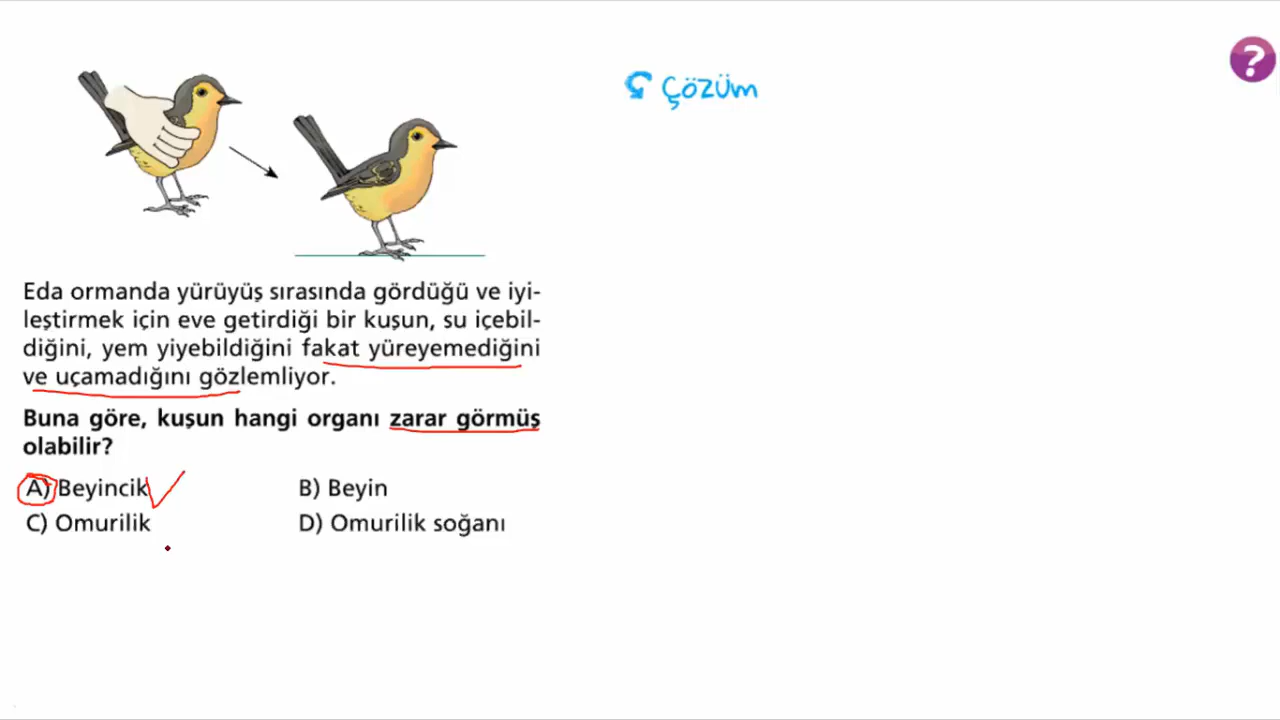 Çözüm
Eda ormanda yürüyüş sırasında gördüğü ve iyi-
leştirmek için eve getirdiği bir kuşun, su içebil-
diğini, yem yiyebildiğini fakat yüreyemediğini
ve uçamadığını gözlemliyor.
Buna göre, kuşun hangi organı zarar görmüş
olabilir?
A) Beyincik
B) Beyin
C) Omurilik
D) Omurilik soğanı
?